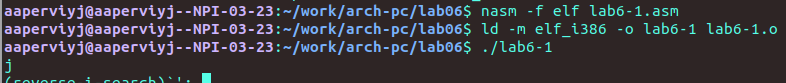 aaperviyj@aaperviyj--NPI-03-23:~/work/arch-pc/lab06$ nasm -f elf lab6-1.asm
aaperviyj@aaperviyj--NPI-03-23:~/work/arch-pc/lab06$ ld -m elf_i386 -o lab6-1 lab6-1.o
aaperviyj@aaperviyj--NPI-03-23:~/work/arch-pc/lab06$ ./lab6-1
j
(reverse-i-search)`':